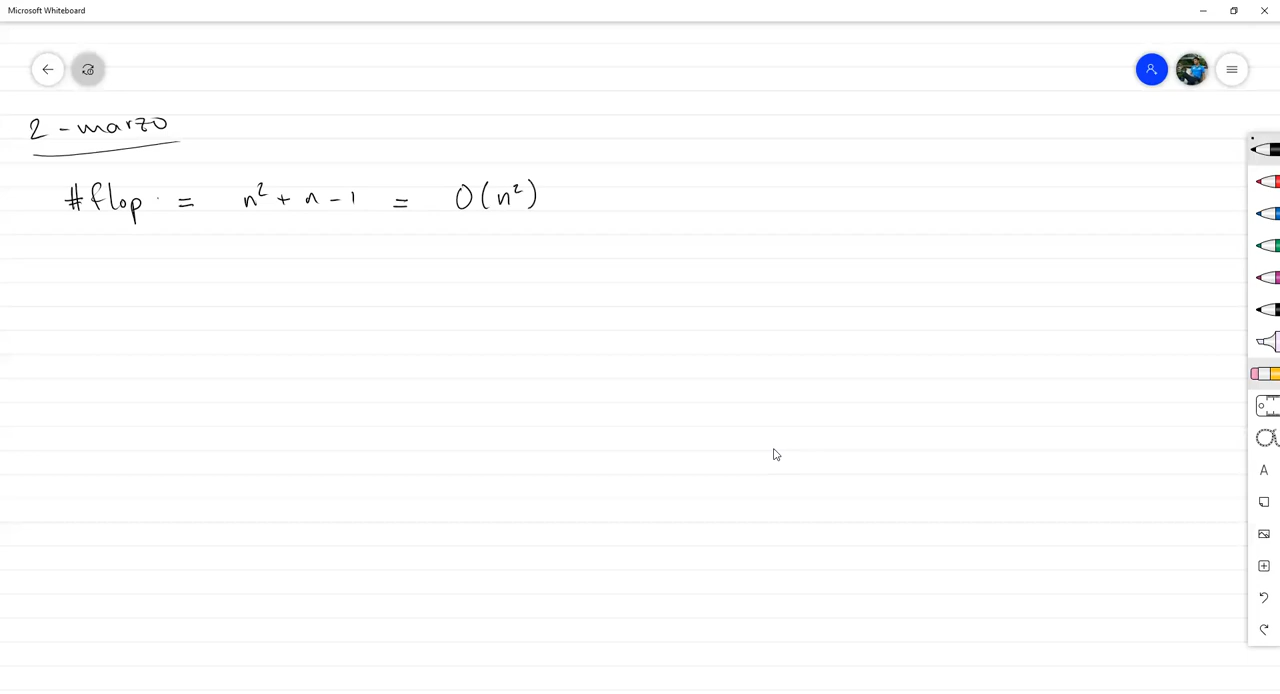 Microsoft Whiteboard
2 - marzo
#flop = n² + n - 1 = O(n²)
A